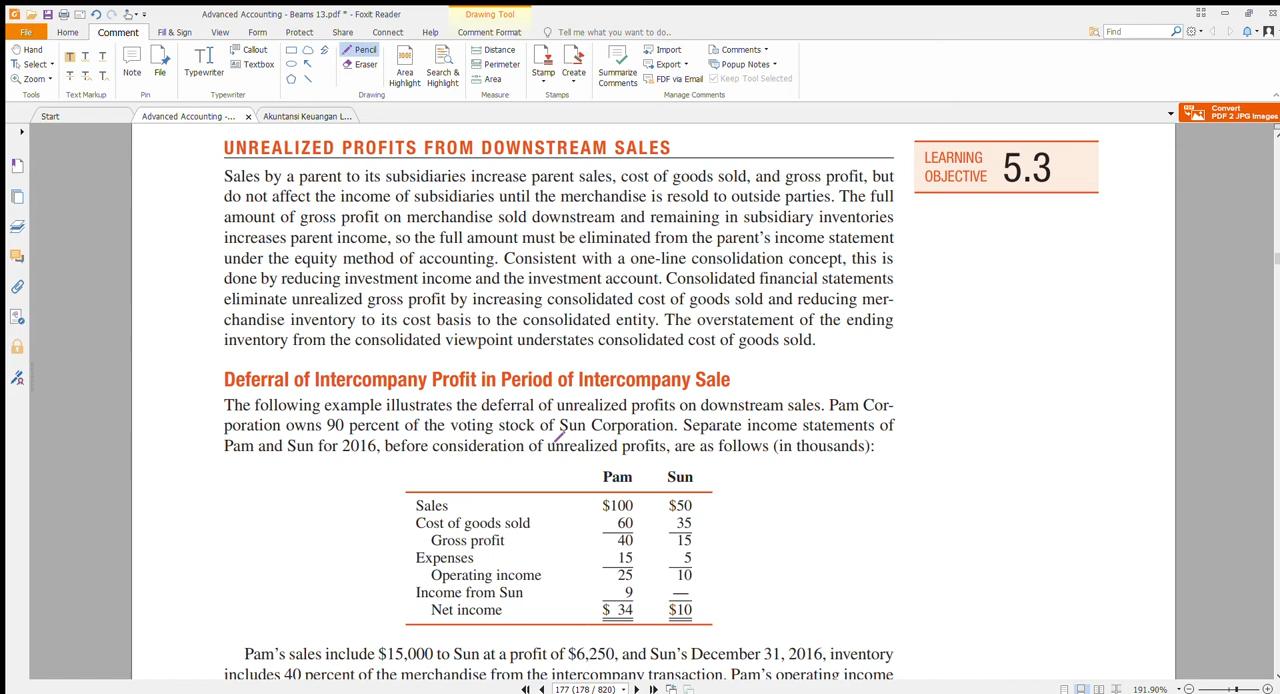 Advanced Accounting - Beams 13.pdf * - Foxit Reader
Drawing Tool
File Home Comment Fill & Sign View Form Protect Share Connect Help Comment Format Tell me what you want to do... Find
Hand
Select
Zoom
Tools
Text Markup
Note
File
Pin
Typewriter
Callout
Textbox
Typewriter
Pencil
Eraser
Area Highlight
Search & Highlight
Drawing
Distance
Perimeter
Area
Measure
Stamp
Create
Stamps
Summarize Comments
Import
Export
FDF via Email
Comments
Popup Notes
Keep Tool Selected
Manage Comments
Start
Advanced Accounting -...
Akuntansi Keuangan L...
Convert
PDF 2 JPG Images
UNREALIZED PROFITS FROM DOWNSTREAM SALES
LEARNING
OBJECTIVE 5.3
Sales by a parent to its subsidiaries increase parent sales, cost of goods sold, and gross profit, but
do not affect the income of subsidiaries until the merchandise is resold to outside parties. The full
amount of gross profit on merchandise sold downstream and remaining in subsidiary inventories
increases parent income, so the full amount must be eliminated from the parent's income statement
under the equity method of accounting. Consistent with a one-line consolidation concept, this is
done by reducing investment income and the investment account. Consolidated financial statements
eliminate unrealized gross profit by increasing consolidated cost of goods sold and reducing mer-
chandise inventory to its cost basis to the consolidated entity. The overstatement of the ending
inventory from the consolidated viewpoint understates consolidated cost of goods sold.
Deferral of Intercompany Profit in Period of Intercompany Sale
The following example illustrates the deferral of unrealized profits on downstream sales. Pam Cor-
poration owns 90 percent of the voting stock of Sun Corporation. Separate income statements of
Pam and Sun for 2016, before consideration of unrealized profits, are as follows (in thousands):
Pam Sun
Sales $100 $50
Cost of goods sold 60 35
Gross profit 40 15
Expenses 15 5
Operating income 25 10
Income from Sun 9 —
Net income $ 34 $10
Pam's sales include $15,000 to Sun at a profit of $6,250, and Sun's December 31, 2016, inventory
includes 40 percent of the merchandise from the intercompany transaction. Pam's operating income
177 (178 / 820)
191.90%